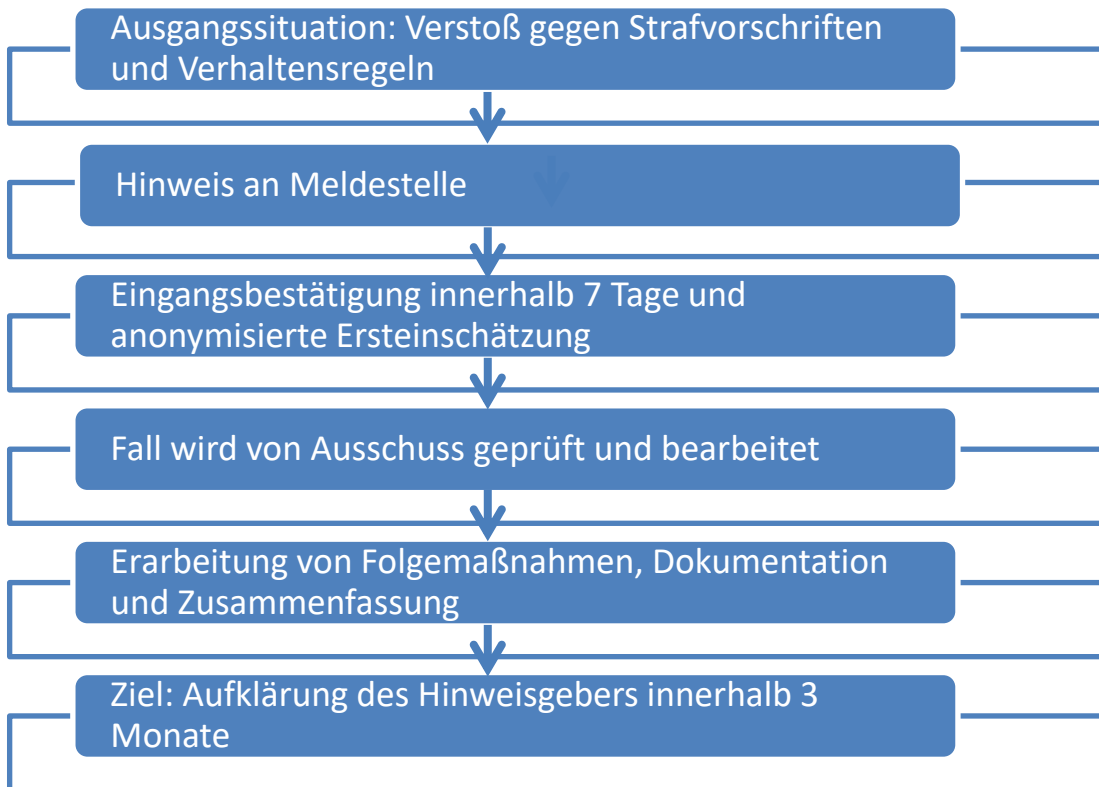 Ausgangssituation: Verstoß gegen Strafvorschriften
und Verhaltensregeln
Hinweis an Meldestelle
Eingangsbestätigung innerhalb 7 Tage und
anonymisierte Ersteinschätzung
Fall wird von Ausschuss geprüft und bearbeitet
Erarbeitung von Folgemaßnahmen, Dokumentation
und Zusammenfassung
Ziel: Aufklärung des Hinweisgebers innerhalb 3
Monate